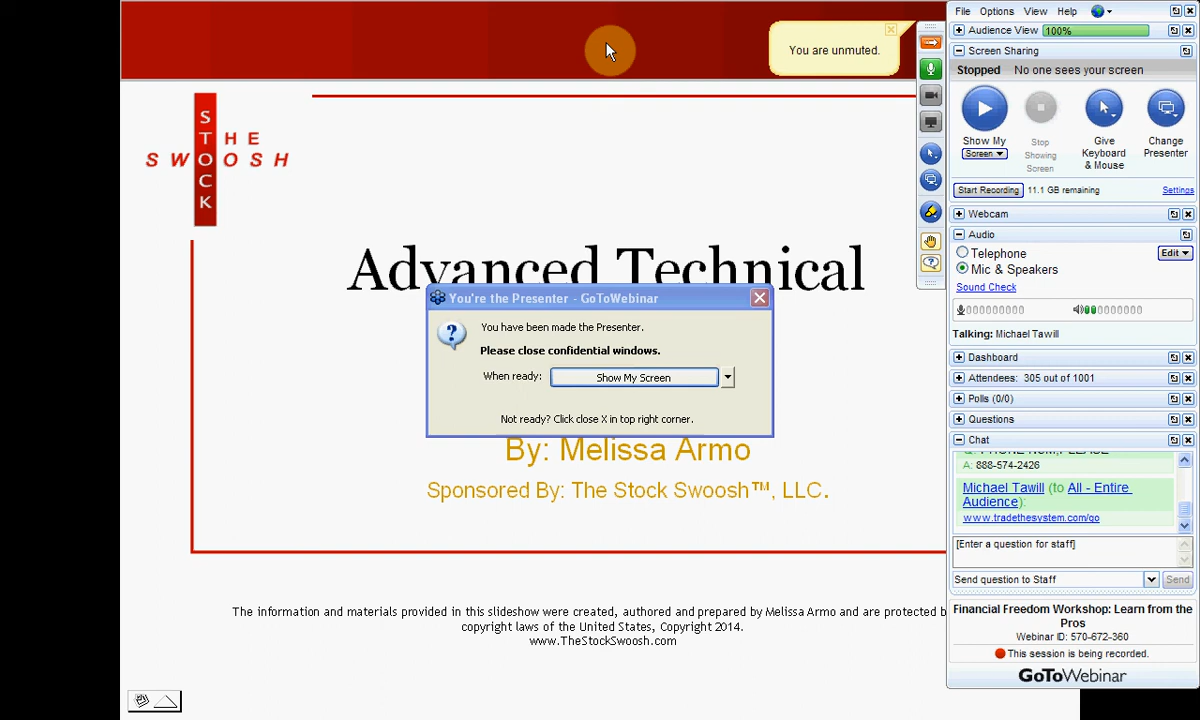 You are unmuted.
S
T
O
C
K
THE
SWOOSH
Advanced Technical
You're the Presenter - GoToWebinar
You have been made the Presenter.
Please close confidential windows.
When ready:
Show My Screen
Not ready? Click close X in top right corner.
By: Melissa Armo
Sponsored By: The Stock Swoosh™, LLC.
The information and materials provided in this slideshow were created, authored and prepared by Melissa Armo and are protected b
copyright laws of the United States, Copyright 2014.
www.TheStockSwoosh.com
File Options View Help
Audience View 100%
Screen Sharing
Stopped No one sees your screen
Show My
Screen
Stop
Showing
Screen
Give
Keyboard
& Mouse
Change
Presenter
Start Recording 11.1 GB remaining Settings
Webcam
Audio
Telephone
Edit
Mic & Speakers
Sound Check
Talking: Michael Tawill
Dashboard
Attendees: 305 out of 1001
Polls (0/0)
Questions
Chat
A: 888-574-2426
Michael Tawill (to All - Entire
Audience):
www.tradethesystem.com/go
[Enter a question for staff]
Send question to Staff Send
Financial Freedom Workshop: Learn from the
Pros
Webinar ID: 570-672-360
This session is being recorded.
GoToWebinar